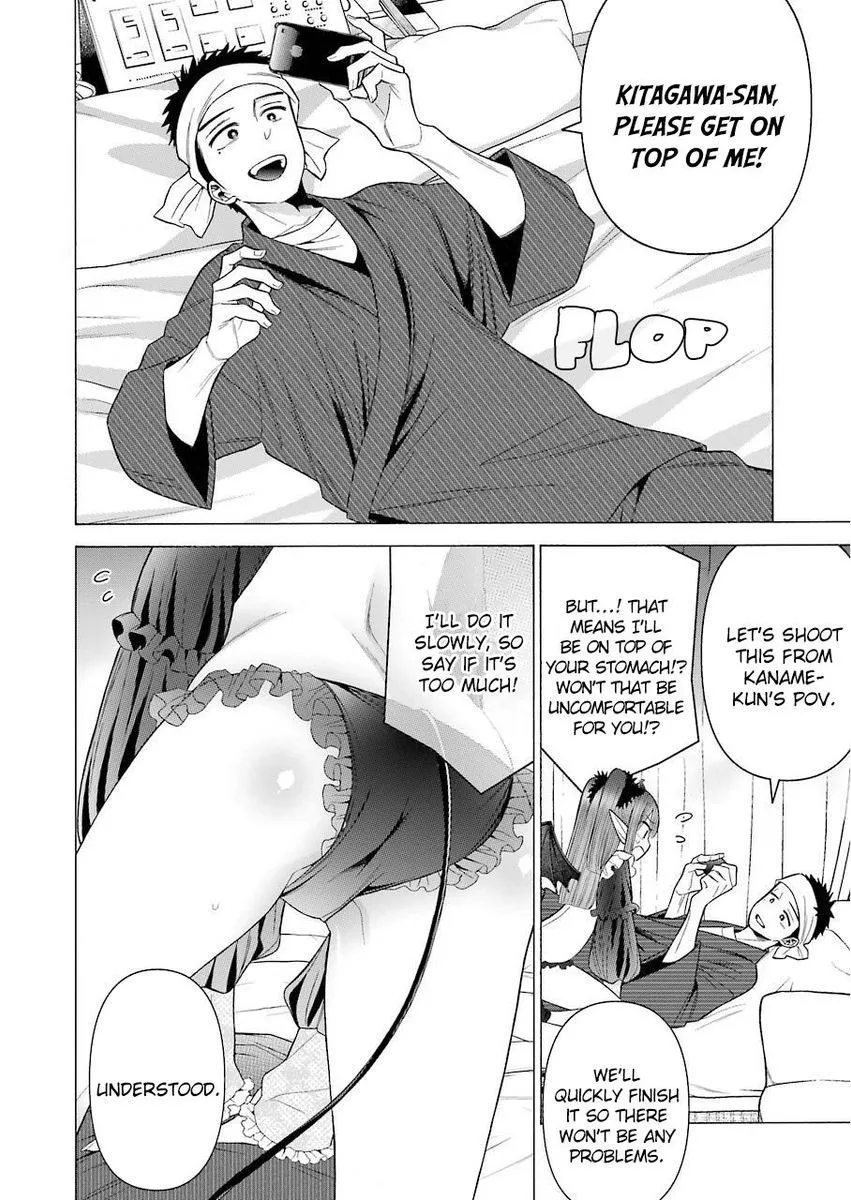 KITAGAWA-SAN,
PLEASE GET ON
TOP OF ME!
FLOP
LET'S SHOOT
THIS FROM
KANAME-
KUN'S POV.
BUT...! THAT
MEANS I'LL
BE ON TOP OF
YOUR STOMACH!?
WON'T THAT BE
UNCOMFORTABLE
FOR YOU!?
WE'LL
QUICKLY FINISH
IT SO THERE
WON'T BE ANY
PROBLEMS.
I'LL DO IT
SLOWLY, SO
SAY IF IT'S
TOO MUCH!
UNDERSTOOD.